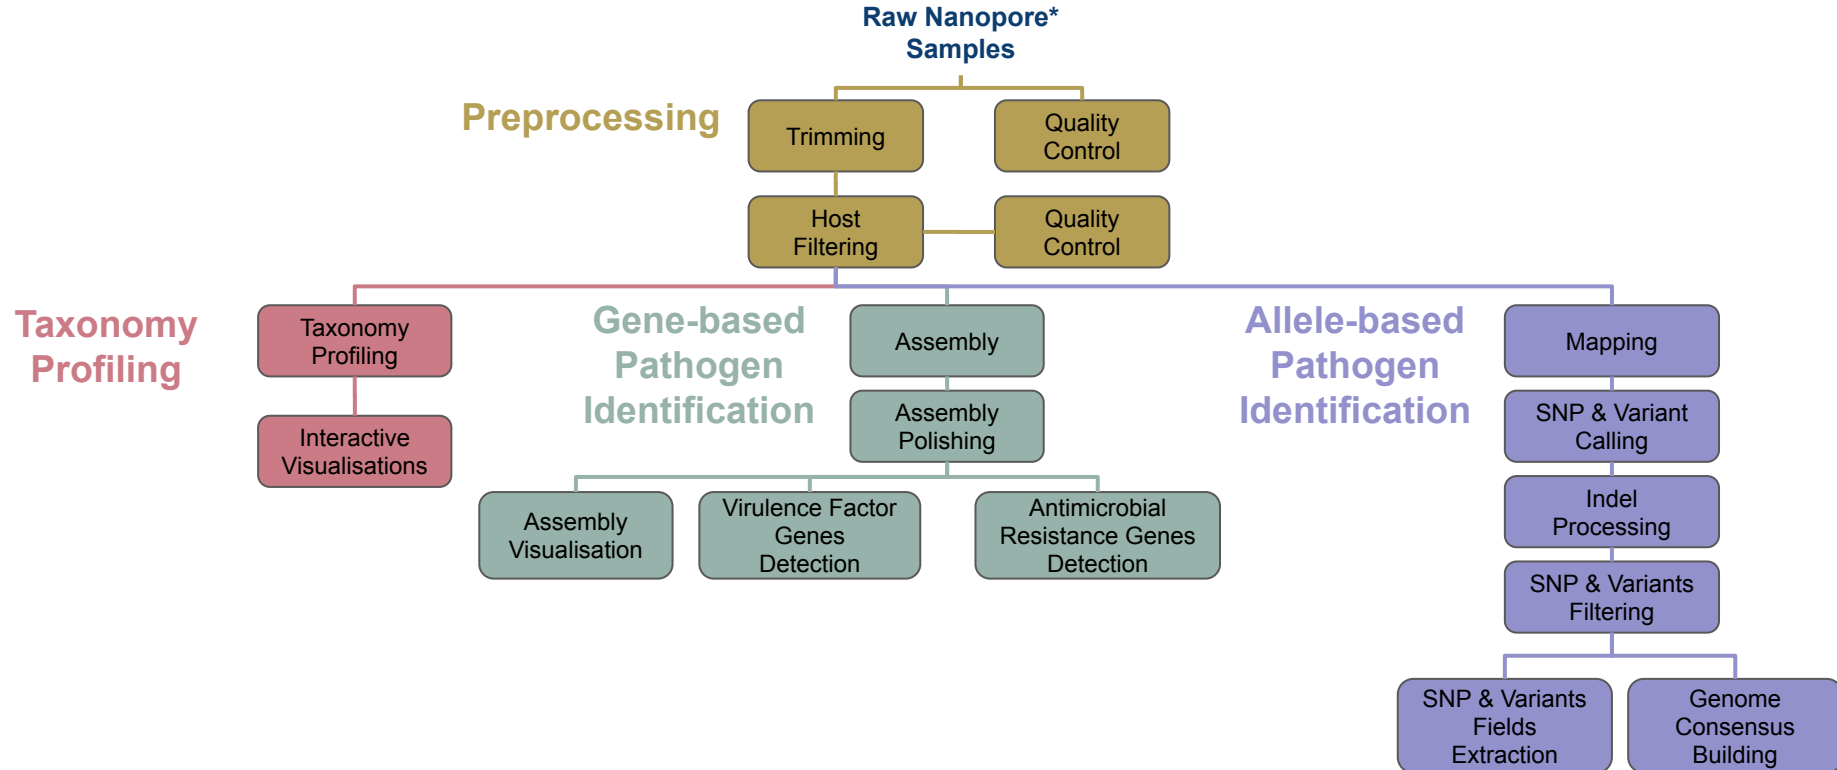 Raw Nanopore*
Samples
Preprocessing
Trimming
Quality
Control
Host
Filtering
Quality
Control
Taxonomy
Profiling
Taxonomy
Profiling
Interactive
Visualisations
Gene-based
Pathogen
Identification
Assembly
Assembly
Polishing
Assembly
Visualisation
Virulence Factor
Genes
Detection
Antimicrobial
Resistance Genes
Detection
Allele-based
Pathogen
Identification
Mapping
SNP & Variant
Calling
Indel
Processing
SNP & Variants
Filtering
SNP & Variants
Fields
Extraction
Genome
Consensus
Building